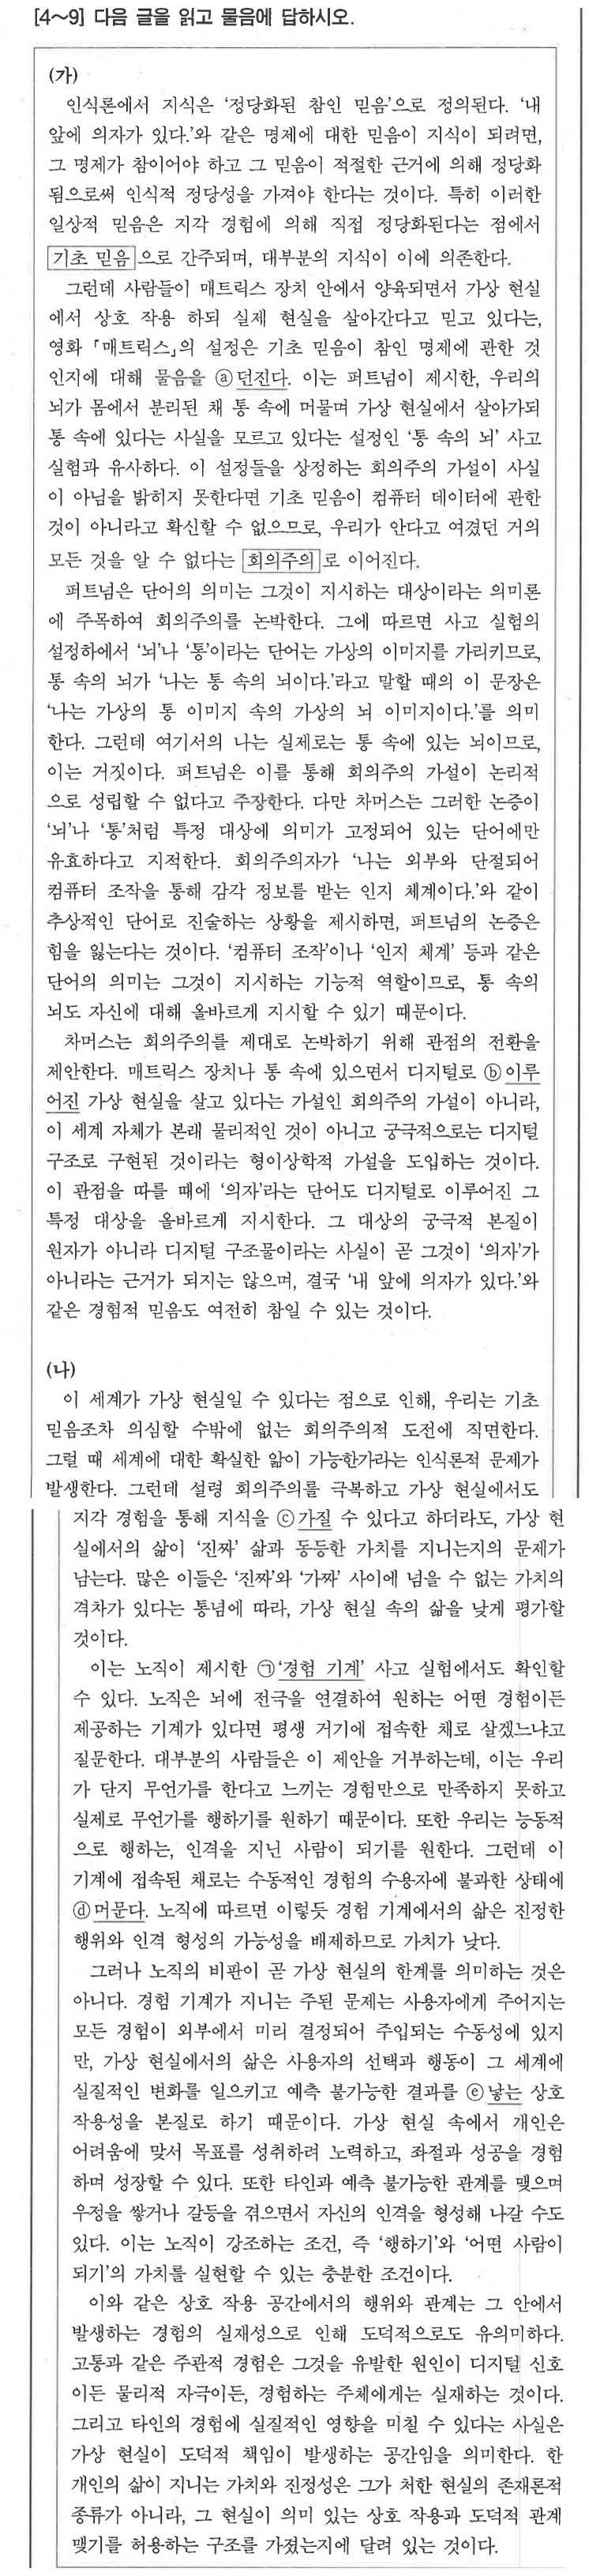 [4~9] 다음 글을 읽고 물음에 답하시오.
(가)
인식론에서 지식은 '정당화된 참인 믿음'으로 정의된다. '내
앞에 의자가 있다.'와 같은 명제에 대한 믿음이 지식이 되려면,
그 명제가 참이어야 하고 그 믿음이 적절한 근거에 의해 정당화
됨으로써 인식적 정당성을 가져야 한다는 것이다. 특히 이러한
일상적 믿음은 지각 경험에 의해 직접 정당화된다는 점에서
기초 믿음으로 간주되며, 대부분의 지식이 이에 의존한다.
그런데 사람들이 매트릭스 장치 안에서 양육되면서 가상 현실
에서 상호 작용 하되 실제 현실을 살아간다고 믿고 있다는,
영화 「매트릭스」의 설정은 기초 믿음이 참인 명제에 관한 것
인지에 대해 물음을 ⓐ던진다. 이는 퍼트넘이 제시한, 우리의
뇌가 몸에서 분리된 채 통 속에 머물며 가상 현실에서 살아가되
통 속에 있다는 사실을 모르고 있다는 설정인 '통 속의 뇌' 사고
실험과 유사하다. 이 설정들을 상정하는 회의주의 가설이 사실
이 아님을 밝히지 못한다면 기초 믿음이 컴퓨터 데이터에 관한
것이 아니라고 확신할 수 없으므로, 우리가 안다고 여겼던 거의
모든 것을 알 수 없다는 회의주의로 이어진다.
퍼트넘은 단어의 의미는 그것이 지시하는 대상이라는 의미론
에 주목하여 회의주의를 논박한다. 그에 따르면 사고 실험의
설정하에서 '뇌'나 '통'이라는 단어는 가상의 이미지를 가리키므로,
통 속의 뇌가 '나는 통 속의 뇌이다.'라고 말할 때의 이 문장은
'나는 가상의 통 이미지 속의 가상의 뇌 이미지이다.'를 의미
한다. 그런데 여기서의 나는 실제로는 통 속에 있는 뇌이므로,
이는 거짓이다. 퍼트넘은 이를 통해 회의주의 가설이 논리적
으로 성립할 수 없다고 주장한다. 다만 차머스는 그러한 논증이
'뇌'나 '통'처럼 특정 대상에 의미가 고정되어 있는 단어에만
유효하다고 지적한다. 회의주의자가 '나는 외부와 단절되어
컴퓨터 조작을 통해 감각 정보를 받는 인지 체계이다.'와 같이
추상적인 단어로 진술하는 상황을 제시하면, 퍼트넘의 논증은
힘을 잃는다는 것이다. '컴퓨터 조작'이나 '인지 체계' 등과 같은
단어의 의미는 그것이 지시하는 기능적 역할이므로, 통 속의
뇌도 자신에 대해 올바르게 지시할 수 있기 때문이다.
차머스는 회의주의를 제대로 논박하기 위해 관점의 전환을
제안한다. 매트릭스 장치나 통 속에 있으면서 디지털로 ⓑ이루
어진 가상 현실을 살고 있다는 가설인 회의주의 가설이 아니라,
이 세계 자체가 본래 물리적인 것이 아니고 궁극적으로는 디지털
구조로 구현된 것이라는 형이상학적 가설을 도입하는 것이다.
이 관점을 따를 때에 '의자'라는 단어도 디지털로 이루어진 그
특정 대상을 올바르게 지시한다. 그 대상의 궁극적 본질이
원자가 아니라 디지털 구조물이라는 사실이 곧 그것이 '의자'가
아니라는 근거가 되지는 않으며, 결국 '내 앞에 의자가 있다.'와
같은 경험적 믿음도 여전히 참일 수 있는 것이다.
(나)
이 세계가 가상 현실일 수 있다는 점으로 인해, 우리는 기초
믿음조차 의심할 수밖에 없는 회의주의적 도전에 직면한다.
그럴 때 세계에 대한 확실한 앎이 가능한가라는 인식론적 문제가
발생한다. 그런데 설령 회의주의를 극복하고 가상 현실에서도
지각 경험을 통해 지식을 ⓒ가질 수 있다고 하더라도, 가상 현
실에서의 삶이 '진짜' 삶과 동등한 가치를 지니는지의 문제가
남는다. 많은 이들은 '진짜'와 '가짜' 사이에 넘을 수 없는 가치의
격차가 있다는 통념에 따라, 가상 현실 속의 삶을 낮게 평가할
것이다.
이는 노직이 제시한 ㉠'경험 기계' 사고 실험에서도 확인할
수 있다. 노직은 뇌에 전극을 연결하여 원하는 어떤 경험이든
제공하는 기계가 있다면 평생 거기에 접속한 채로 살겠느냐고
질문한다. 대부분의 사람들은 이 제안을 거부하는데, 이는 우리
가 단지 무언가를 한다고 느끼는 경험만으로 만족하지 못하고
실제로 무언가를 행하기를 원하기 때문이다. 또한 우리는 능동적
으로 행하는, 인격을 지닌 사람이 되기를 원한다. 그런데 이
기계에 접속된 채로는 수동적인 경험의 수용자에 불과한 상태에
ⓓ머문다. 노직에 따르면 이렇듯 경험 기계에서의 삶은 진정한
행위와 인격 형성의 가능성을 배제하므로 가치가 낮다.
그러나 노직의 비판이 곧 가상 현실의 한계를 의미하는 것은
아니다. 경험 기계가 지니는 주된 문제는 사용자에게 주어지는
모든 경험이 외부에서 미리 결정되어 주입되는 수동성에 있지
만, 가상 현실에서의 삶은 사용자의 선택과 행동이 그 세계에
실질적인 변화를 일으키고 예측 불가능한 결과를 ⓔ낳는 상호
작용성을 본질로 하기 때문이다. 가상 현실 속에서 개인은
어려움에 맞서 목표를 성취하려 노력하고, 좌절과 성공을 경험
하며 성장할 수 있다. 또한 타인과 예측 불가능한 관계를 맺으며
우정을 쌓거나 갈등을 겪으면서 자신의 인격을 형성해 나갈 수도
있다. 이는 노직이 강조하는 조건, 즉 '행하기'와 '어떤 사람이
되기'의 가치를 실현할 수 있는 충분한 조건이다.
이와 같은 상호 작용 공간에서의 행위와 관계는 그 안에서
발생하는 경험의 실재성으로 인해 도덕적으로도 유의미하다.
고통과 같은 주관적 경험은 그것을 유발한 원인이 디지털 신호
이든 물리적 자극이든, 경험하는 주체에게는 실재하는 것이다.
그리고 타인의 경험에 실질적인 영향을 미칠 수 있다는 사실은
가상 현실이 도덕적 책임이 발생하는 공간임을 의미한다. 한
개인의 삶이 지니는 가치와 진정성은 그가 처한 현실의 존재론적
종류가 아니라, 그 현실이 의미 있는 상호 작용과 도덕적 관계
맺기를 허용하는 구조를 가졌는지에 달려 있는 것이다.